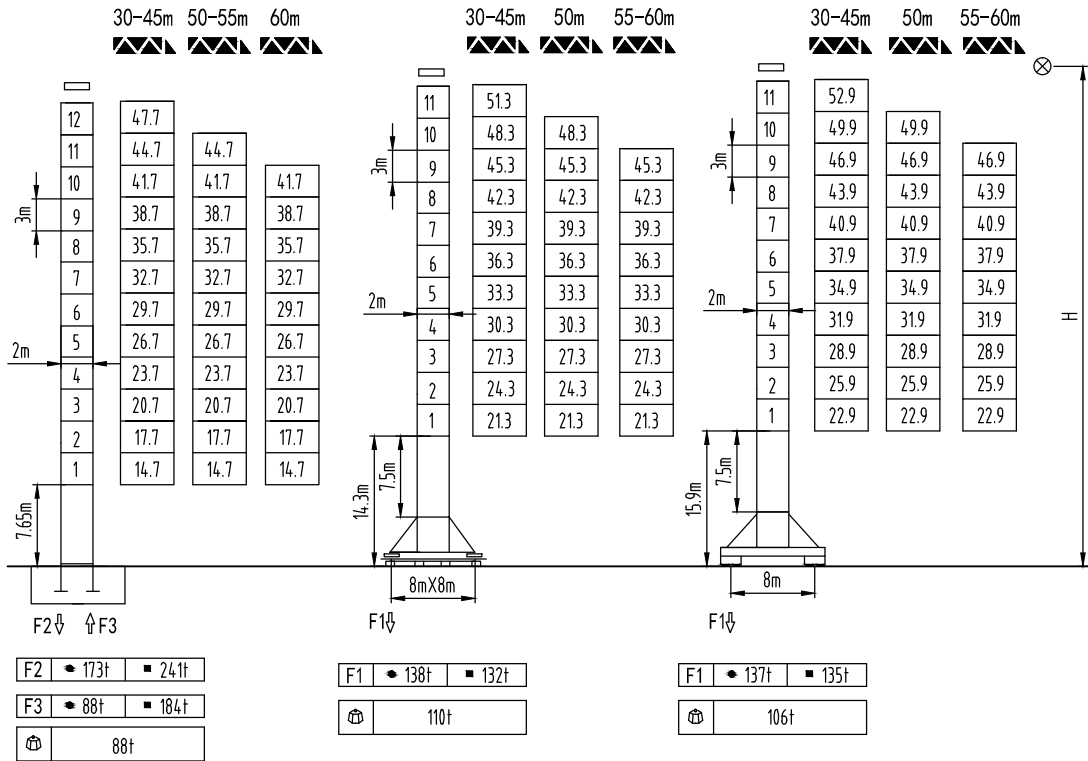 30-45m 50-55m 60m
12 47.7
11 44.7 44.7
10 41.7 41.7 41.7
3m 9 38.7 38.7 38.7
8 35.7 35.7 35.7
7 32.7 32.7 32.7
6 29.7 29.7 29.7
5 26.7 26.7 26.7
2m
4 23.7 23.7 23.7
3 20.7 20.7 20.7
2 17.7 17.7 17.7
1 14.7 14.7 14.7
7.65m
F2 F3
F2 173t 241t
F3 88t 184t
88t
30-45m 50m 55-60m
11 51.3
10 48.3 48.3
3m 9 45.3 45.3 45.3
8 42.3 42.3 42.3
7 39.3 39.3 39.3
6 36.3 36.3 36.3
5 33.3 33.3 33.3
2m
4 30.3 30.3 30.3
3 27.3 27.3 27.3
2 24.3 24.3 24.3
1 21.3 21.3 21.3
14.3m 7.5m
8mX8m
F1
F1 138t 132t
110t
30-45m 50m 55-60m
11 52.9
10 49.9 49.9
3m 9 46.9 46.9 46.9
8 43.9 43.9 43.9
7 40.9 40.9 40.9
6 37.9 37.9 37.9
5 34.9 34.9 34.9
2m
4 31.9 31.9 31.9
3 28.9 28.9 28.9
2 25.9 25.9 25.9
1 22.9 22.9 22.9
15.9m 7.5m
8m
F1
F1 137t 135t
106t
H